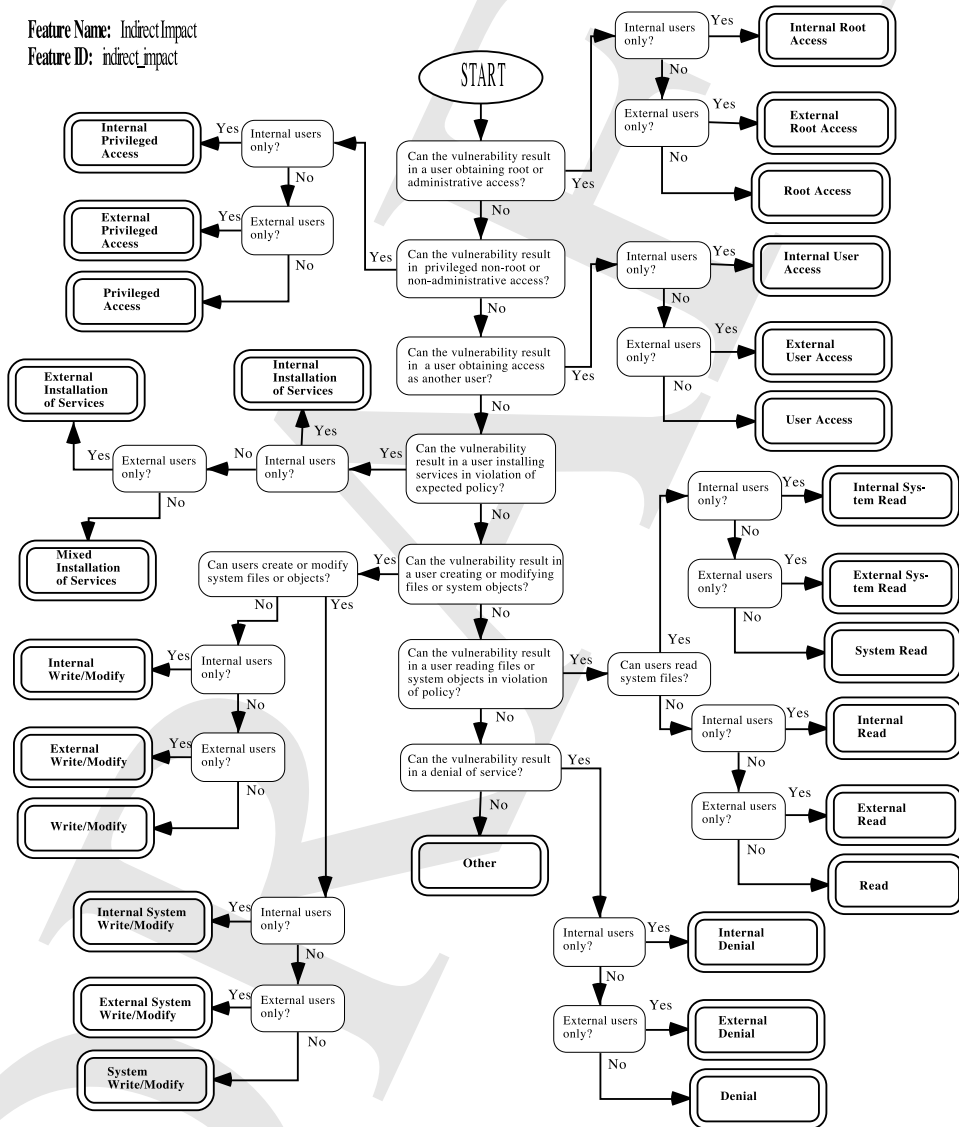 Feature Name: Indirect Impact
Feature ID: indirect_impact
START
Can the vulnerability result
in a user obtaining root or
administrative access?
Yes
No
Internal users
only?
Yes
Internal Root
Access
No
External users
only?
Yes
External
Root Access
No
Root Access
Can the vulnerability result
in privileged non-root or
non-administrative access?
Yes
No
Internal users
only?
Yes
Internal
Privileged
Access
No
External users
only?
Yes
External
Privileged
Access
No
Privileged
Access
Can the vulnerability result
in a user obtaining access
as another user?
Yes
No
Internal users
only?
Yes
Internal User
Access
No
External users
only?
Yes
External
User Access
No
User Access
Can the vulnerability
result in a user installing
services in violation of
expected policy?
Yes
No
Internal users
only?
Yes
Internal
Installation
of Services
No
External users
only?
Yes
External
Installation
of Services
No
Mixed
Installation
of Services
Can the vulnerability result in
a user creating or modifying
files or system objects?
Yes
No
Can users create or modify
system files or objects?
No
Yes
Internal users
only?
Yes
Internal
Write/Modify
No
External users
only?
Yes
External
Write/Modify
No
Write/Modify
Internal users
only?
Yes
Internal System
Write/Modify
No
External users
only?
Yes
External System
Write/Modify
No
System
Write/Modify
Can the vulnerability result
in a user reading files or
system objects in violation
of policy?
Yes
No
Can users read
system files?
Yes
No
Internal users
only?
Yes
Internal Sys-
tem Read
No
External users
only?
Yes
External Sys-
tem Read
No
System Read
Internal users
only?
Yes
Internal
Read
No
External users
only?
Yes
External
Read
No
Read
Can the vulnerability result
in a denial of service?
Yes
No
Other
Internal users
only?
Yes
Internal
Denial
No
External users
only?
Yes
External
Denial
No
Denial